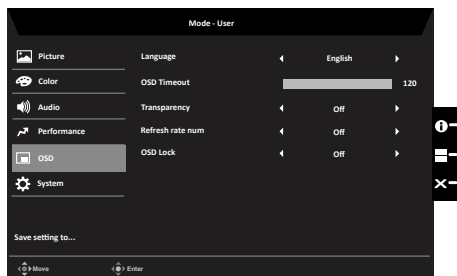 Mode - User
Picture
Language English
Color
OSD Timeout 120
Audio
Transparency Off
Performance
Refresh rate num Off
OSD
OSD Lock Off
System
Save setting to...
Move Enter